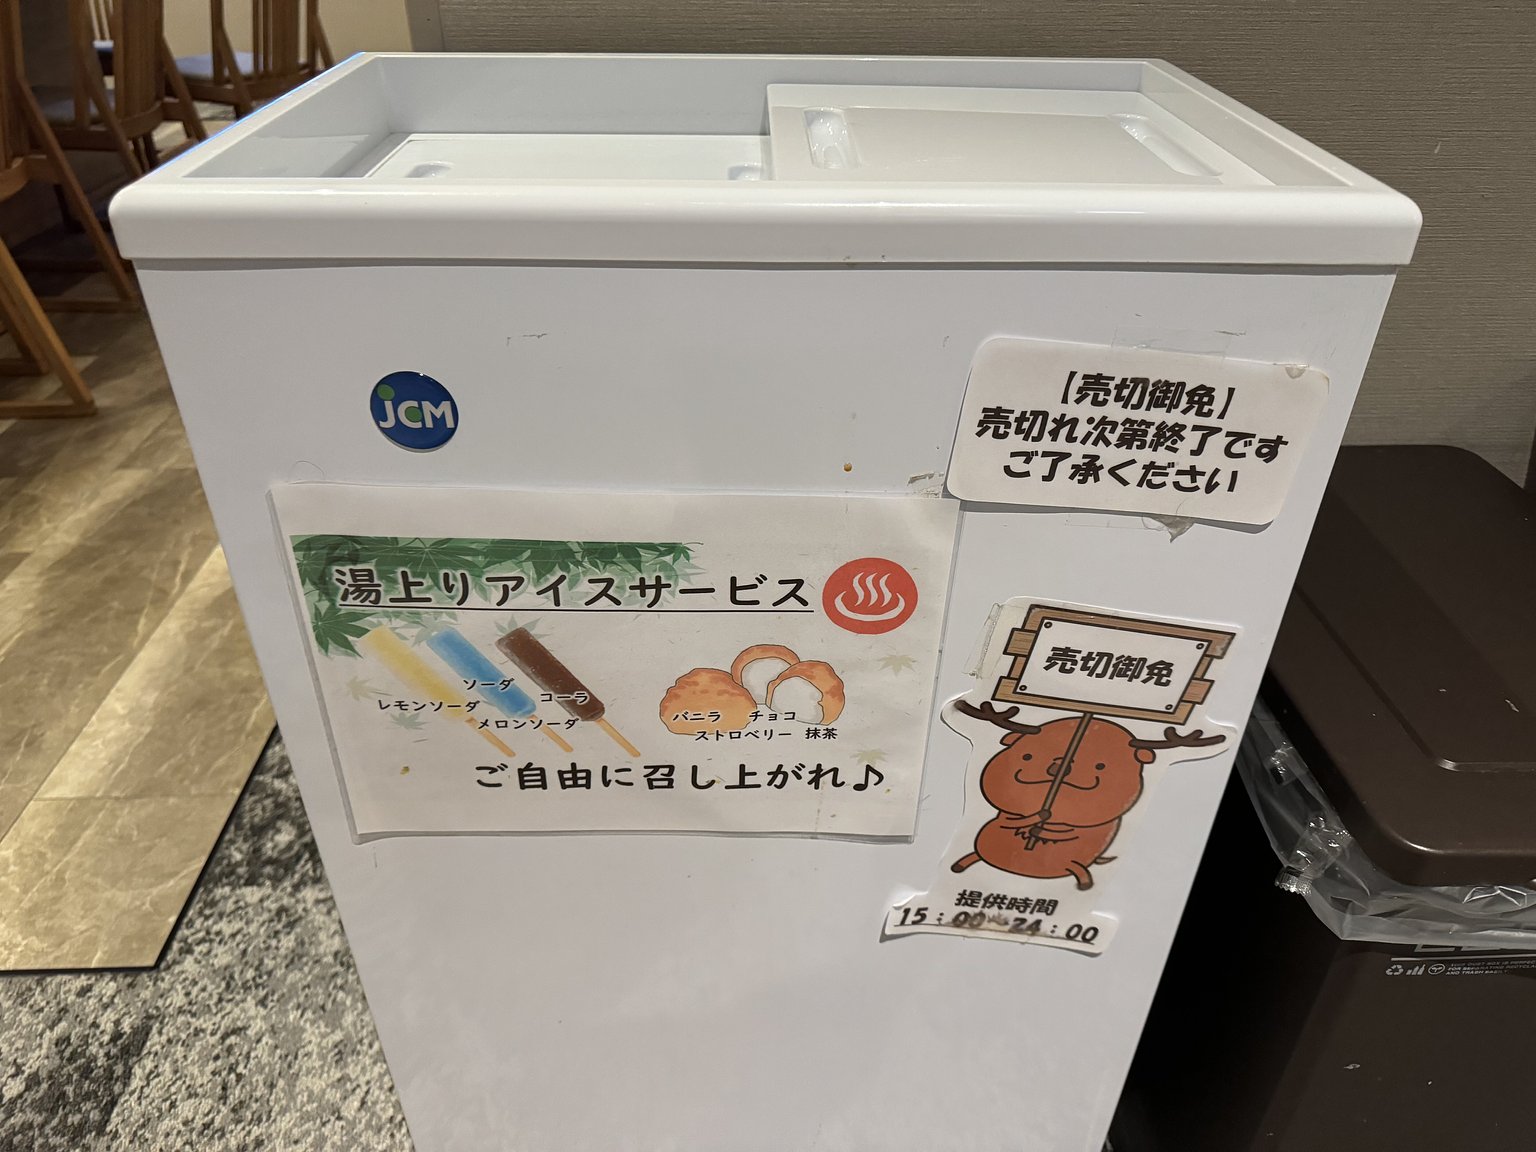 JCM
【売切御免】
売切れ次第終了です
ご了承ください
湯上りアイスサービス
ソーダ
コーラ
レモンソーダ
メロンソーダ
バニラ
チョコ
ストロベリー
抹茶
ご自由に召し上がれ♪
売切御免
提供時間
15：00～24：00